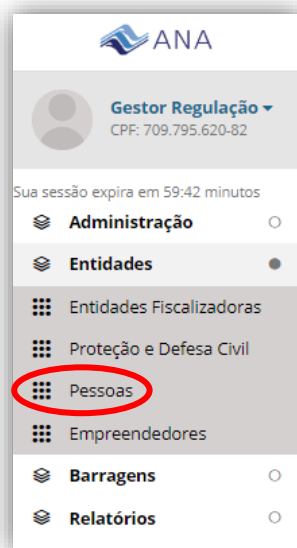 ANA
Gestor Regulação
CPF: 709.795.620-82
Sua sessão expira em 59:42 minutos
Administração
Entidades
Entidades Fiscalizadoras
Proteção e Defesa Civil
Pessoas
Empreendedores
Barragens
Relatórios